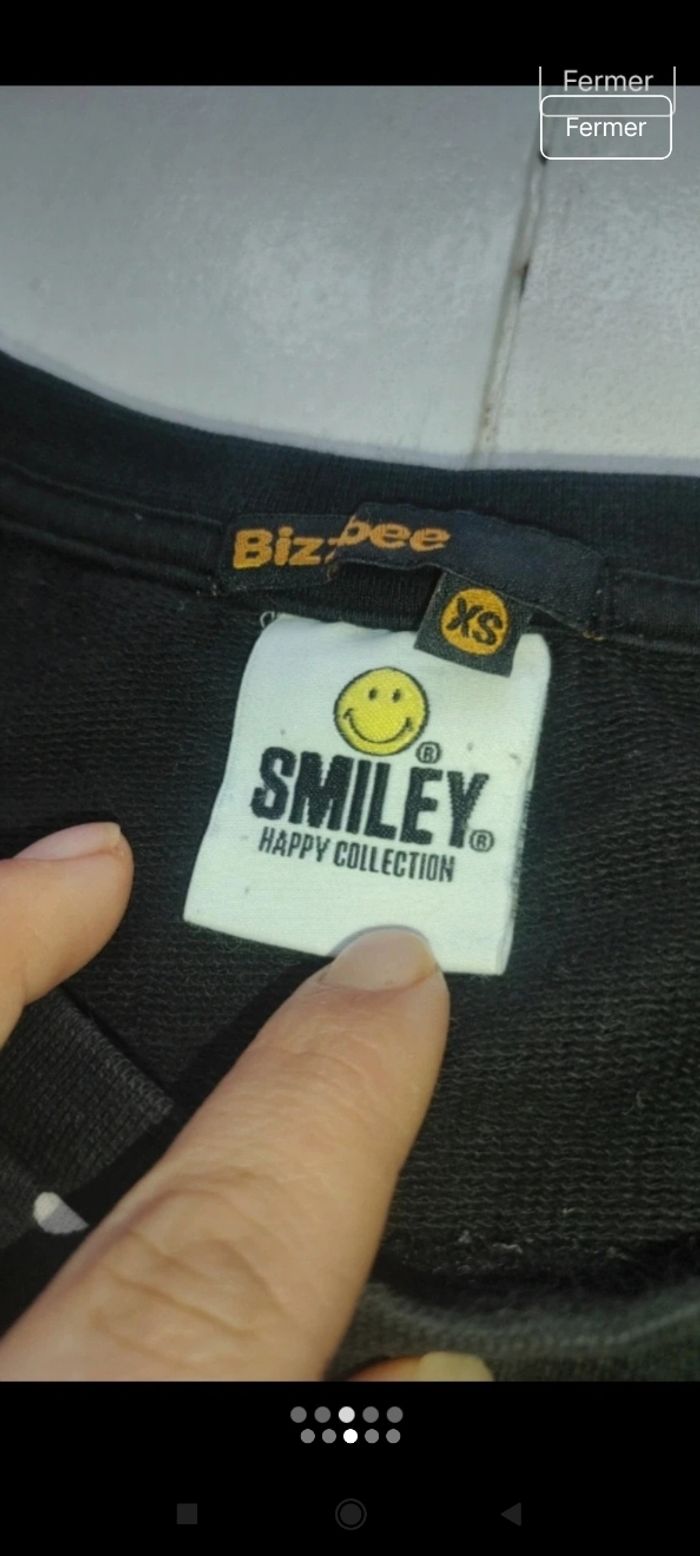 Fermer
Fermer
Bizzbee
XS
®
SMILEY®
HAPPY COLLECTION